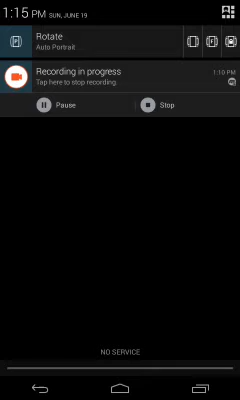 1:15 PM SUN, JUNE 19
Rotate
Auto Portrait
Recording in progress
1:10 PM
Tap here to stop recording.
Pause
Stop
NO SERVICE